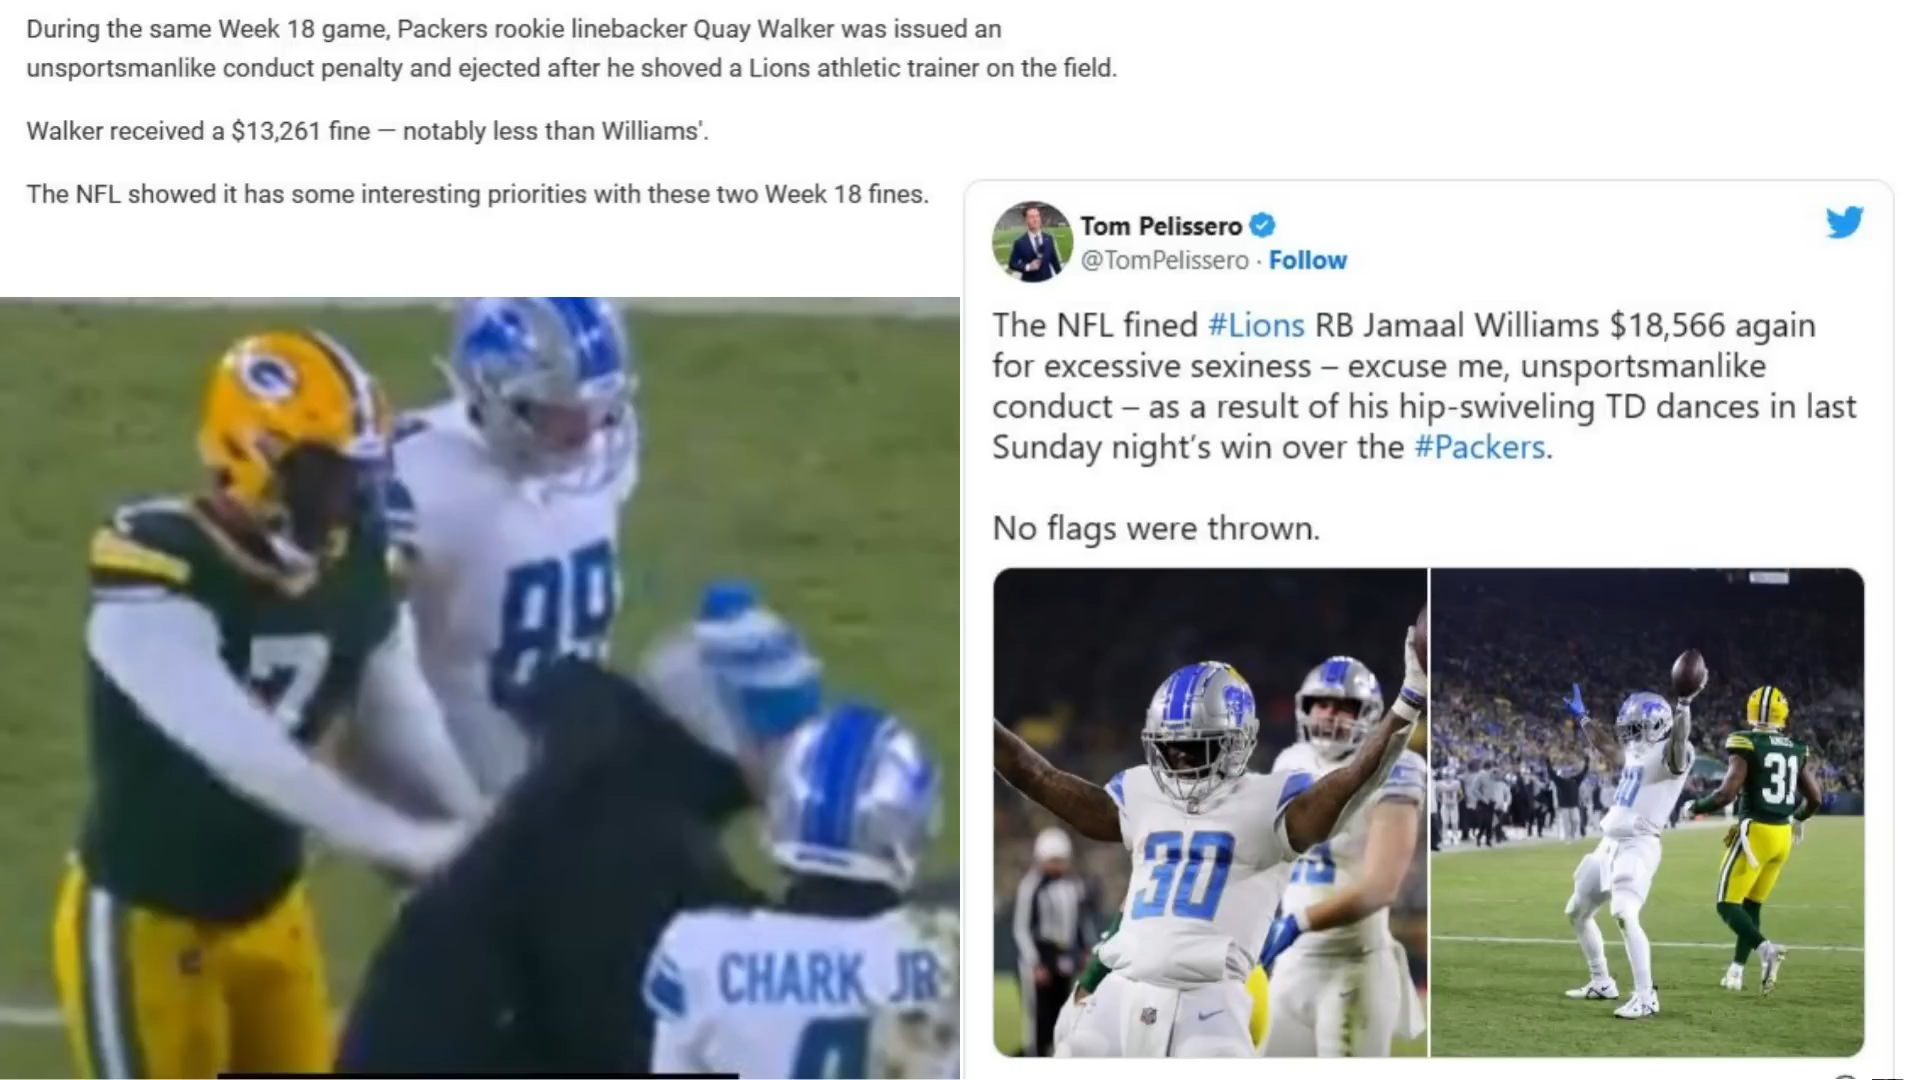 During the same Week 18 game, Packers rookie linebacker Quay Walker was issued an
unsportsmanlike conduct penalty and ejected after he shoved a Lions athletic trainer on the field.
Walker received a $13,261 fine — notably less than Williams'.
The NFL showed it has some interesting priorities with these two Week 18 fines.
Tom Pelissero
@TomPelissero · Follow
The NFL fined #Lions RB Jamaal Williams $18,566 again
for excessive sexiness – excuse me, unsportsmanlike
conduct – as a result of his hip-swiveling TD dances in last
Sunday night's win over the #Packers.
No flags were thrown.
G
7
89
CHARK JR
30
30
31